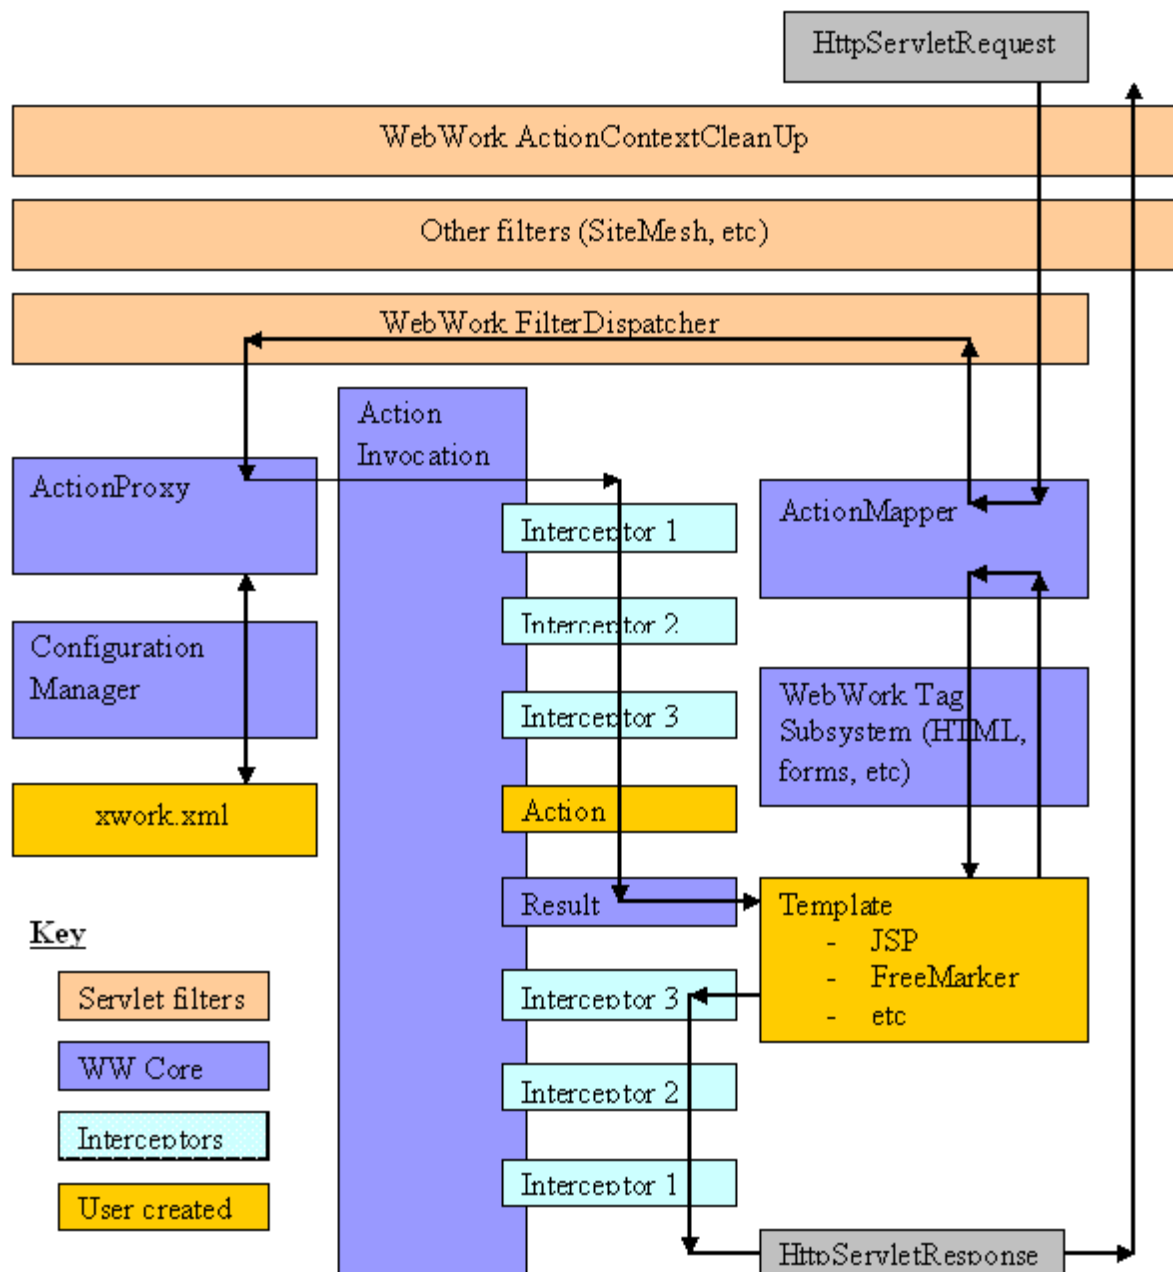 HttpServletRequest
WebWork ActionContextCleanUp
Other filters (SiteMesh, etc)
WebWork FilterDispatcher
Action
Invocation
ActionProxy
Interceptor 1
ActionMapper
Interceptor 2
Configuration
Manager
Interceptor 3
WebWork Tag
Subsystem (HTML,
forms, etc)
xwork.xml
Action
Result
Template
- JSP
- FreeMarker
- etc
Key
Servlet filters
WW Core
Interceptors
User created
Interceptor 3
Interceptor 2
Interceptor 1
HttpServletResponse